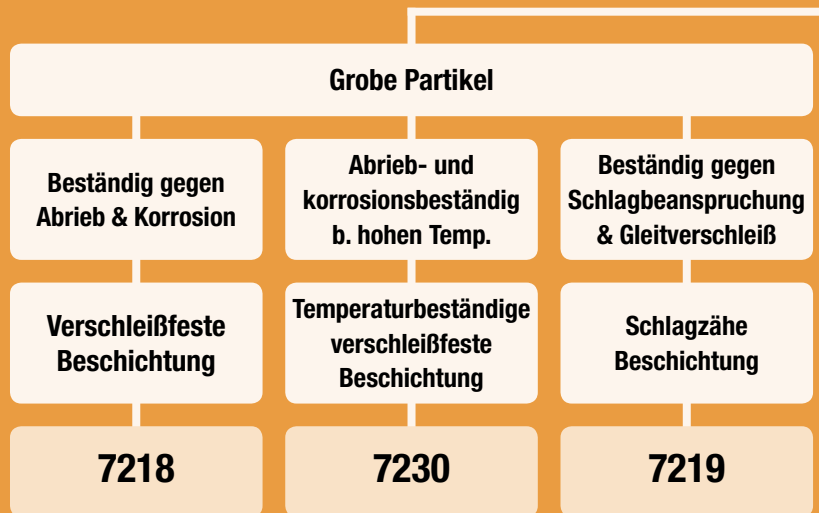 Grobe Partikel
Beständig gegen
Abrieb & Korrosion
Abrieb- und
korrosionsbeständig
b. hohen Temp.
Beständig gegen
Schlagbeanspruchung
& Gleitverschleiß
Verschleißfeste
Beschichtung
Temperaturbeständige
verschleißfeste
Beschichtung
Schlagzähe
Beschichtung
7218
7230
7219